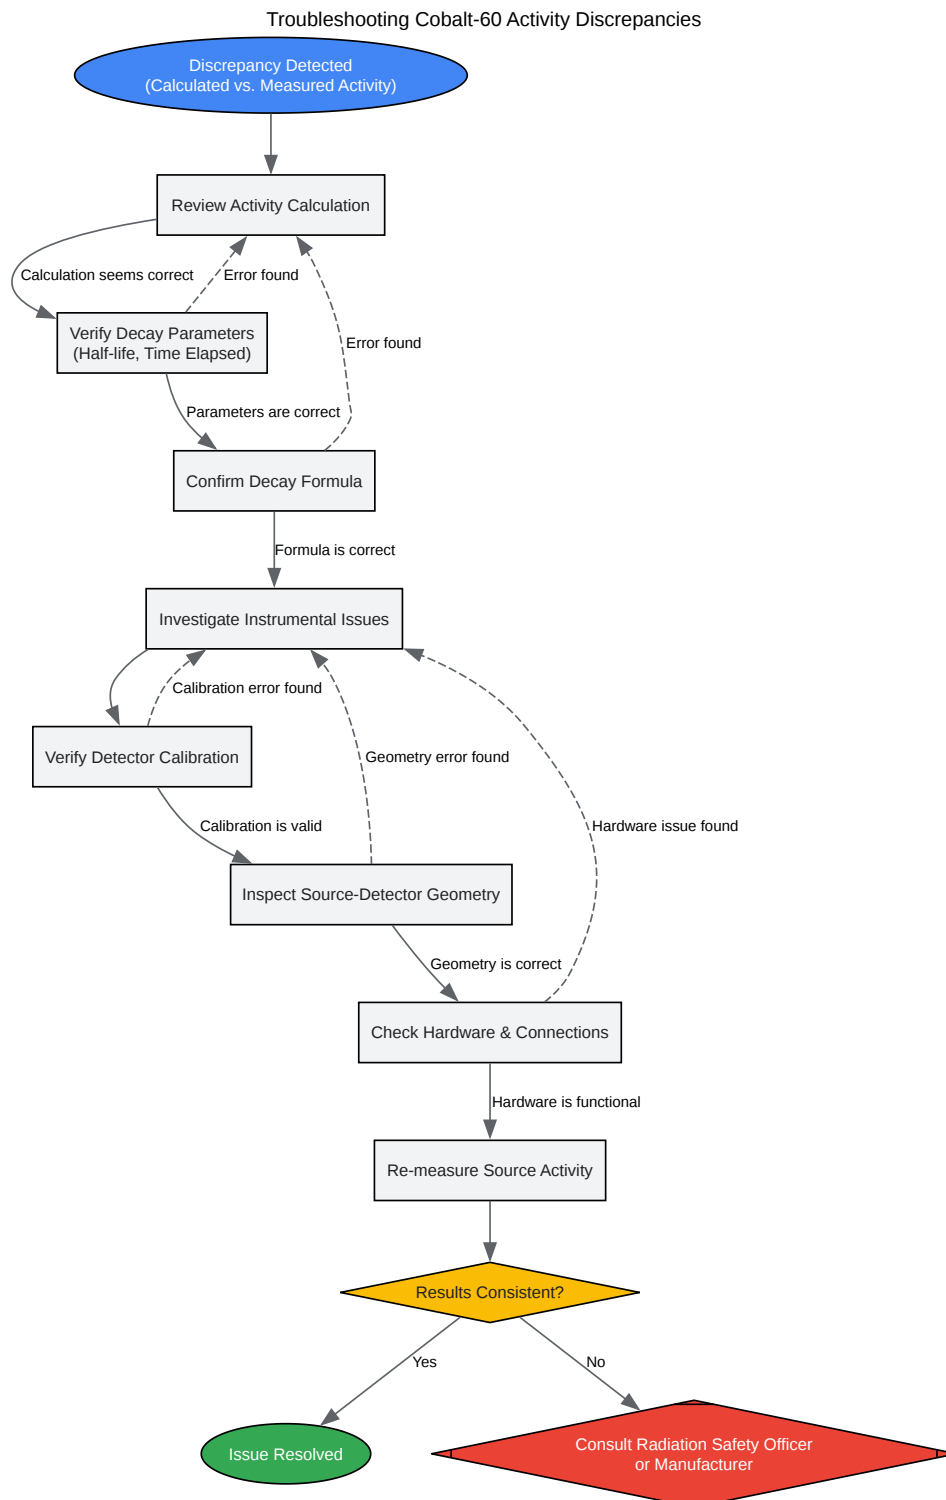 Troubleshooting Cobalt-60 Activity Discrepancies
Discrepancy Detected
(Calculated vs. Measured Activity)
Review Activity Calculation
Calculation seems correct
Error found
Verify Decay Parameters
(Half-life, Time Elapsed)
Error found
Parameters are correct
Confirm Decay Formula
Formula is correct
Investigate Instrumental Issues
Calibration error found
Verify Detector Calibration
Geometry error found
Calibration is valid
Hardware issue found
Inspect Source-Detector Geometry
Geometry is correct
Check Hardware & Connections
Hardware is functional
Re-measure Source Activity
Results Consistent?
Yes
No
Issue Resolved
Consult Radiation Safety Officer
or Manufacturer